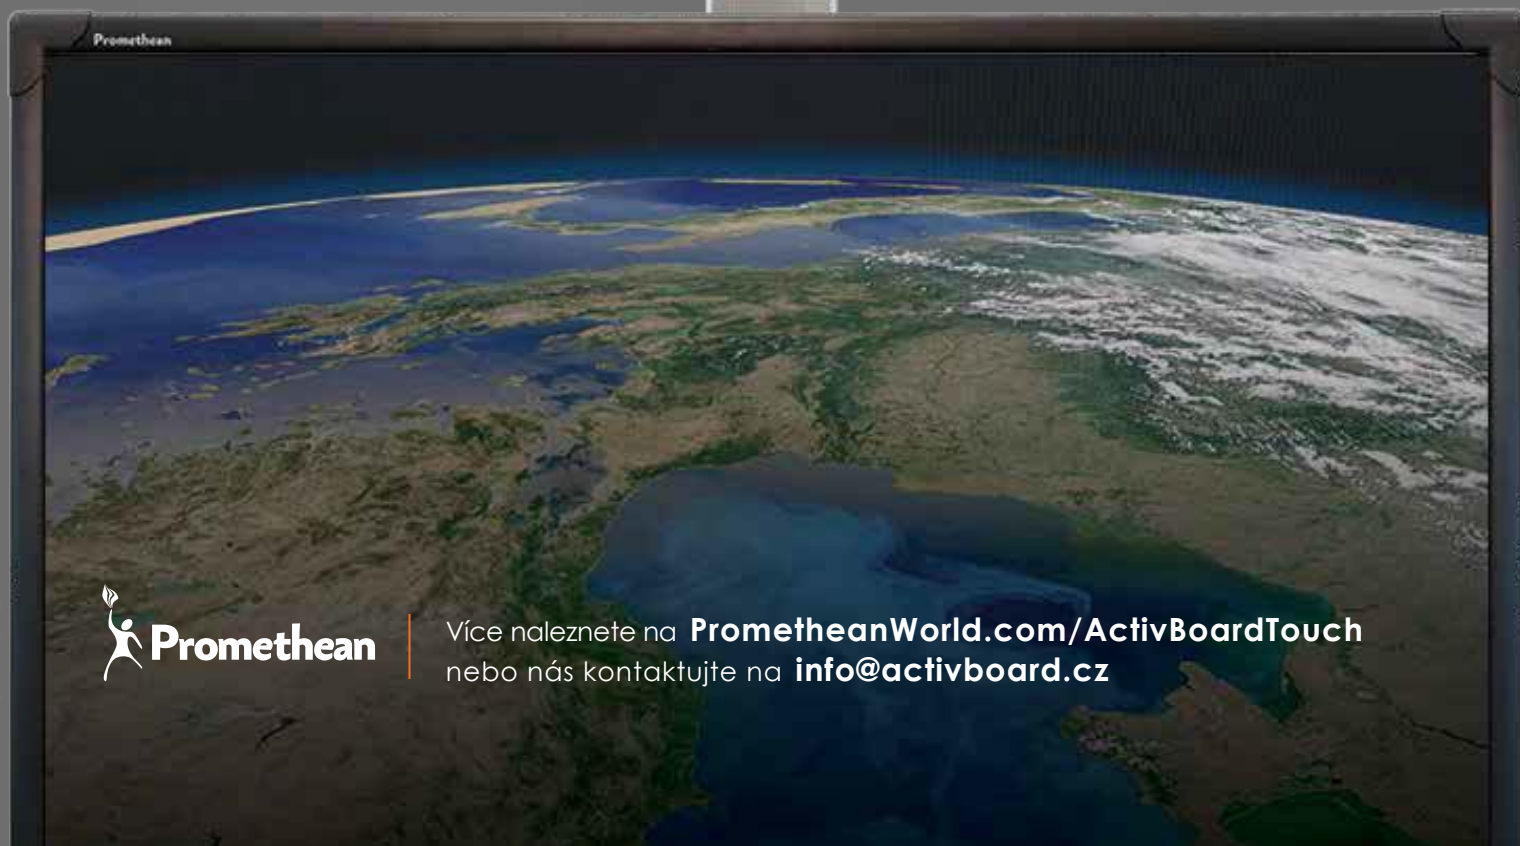 Promethean
Promethean
Více naleznete na PrometheanWorld.com/ActivBoardTouch
nebo nás kontaktujte na info@activboard.cz